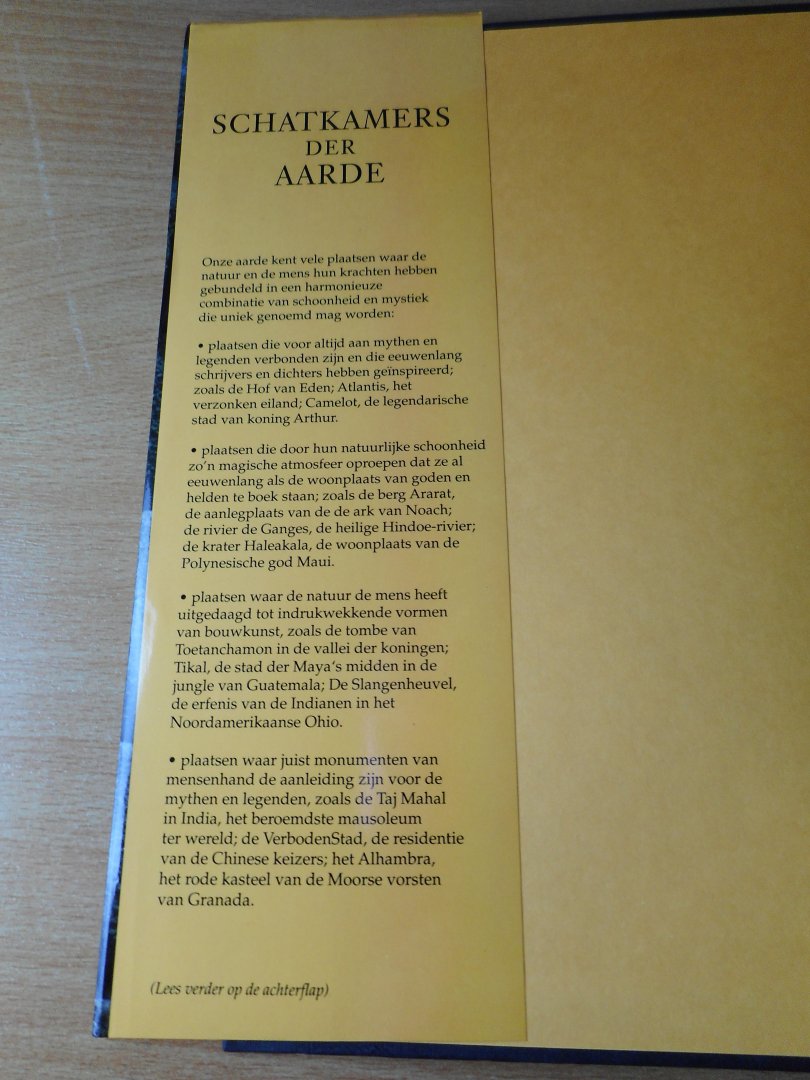 SCHATKAMERS
DER
AARDE
Onze aarde kent vele plaatsen waar de
natuur en de mens hun krachten hebben
gebundeld in een harmonieuze
combinatie van schoonheid en mystiek
die uniek genoemd mag worden:
• plaatsen die voor altijd aan mythen en
legenden verbonden zijn en die eeuwenlang
schrijvers en dichters hebben geïnspireerd;
zoals de Hof van Eden; Atlantis, het
verzonken eiland; Camelot, de legendarische
stad van koning Arthur.
• plaatsen die door hun natuurlijke schoonheid
zo'n magische atmosfeer oproepen dat ze al
eeuwenlang als de woonplaats van goden en
helden te boek staan; zoals de berg Ararat,
de aanlegplaats van de de ark van Noach;
de rivier de Ganges, de heilige Hindoe-rivier;
de krater Haleakala, de woonplaats van de
Polynesische god Maui.
• plaatsen waar de natuur de mens heeft
uitgedaagd tot indrukwekkende vormen
van bouwkunst, zoals de tombe van
Toetanchamon in de vallei der koningen;
Tikal, de stad der Maya's midden in de
jungle van Guatemala; De Slangenheuvel,
de erfenis van de Indianen in het
Noordamerikaanse Ohio.
• plaatsen waar juist monumenten van
mensenhand de aanleiding zijn voor de
mythen en legenden, zoals de Taj Mahal
in India, het beroemdste mausoleum
ter wereld; de VerbodenStad, de residentie
van de Chinese keizers; het Alhambra,
het rode kasteel van de Moorse vorsten
van Granada.
(Lees verder op de achterflap)